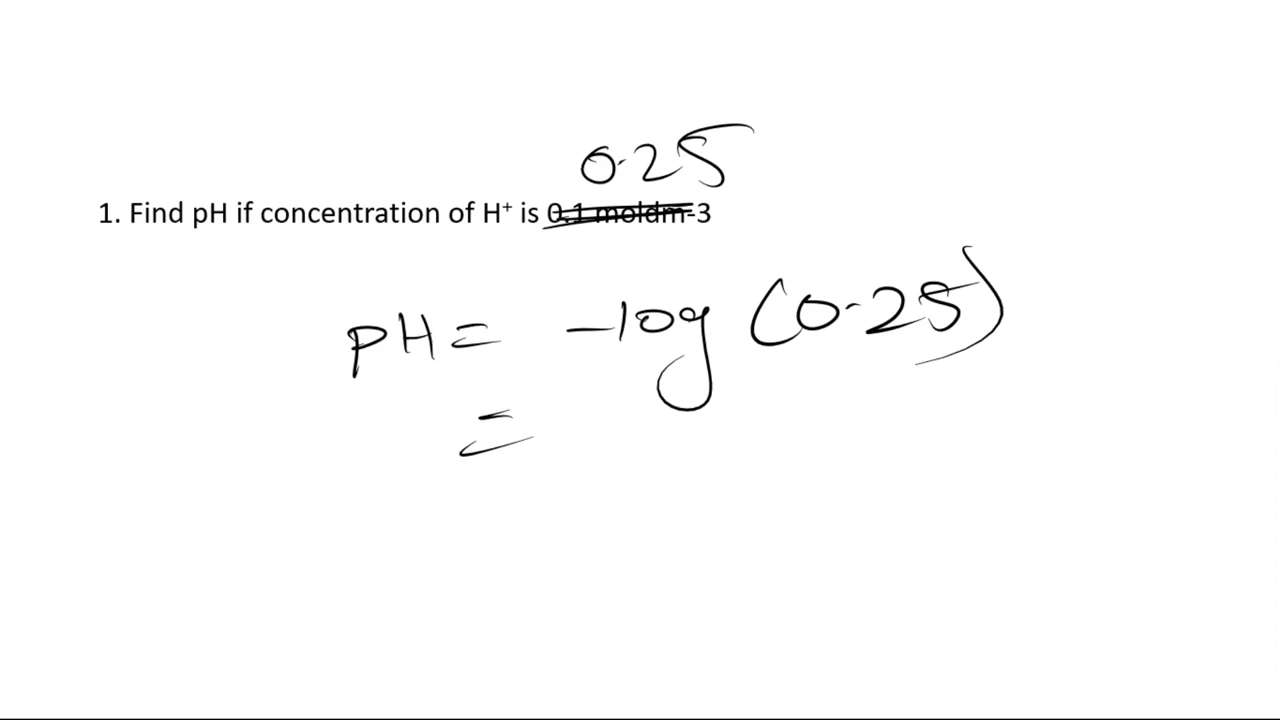 0.25
1. Find pH if concentration of H⁺ is 0.1 moldm-3
pH = -log (0.25)
=